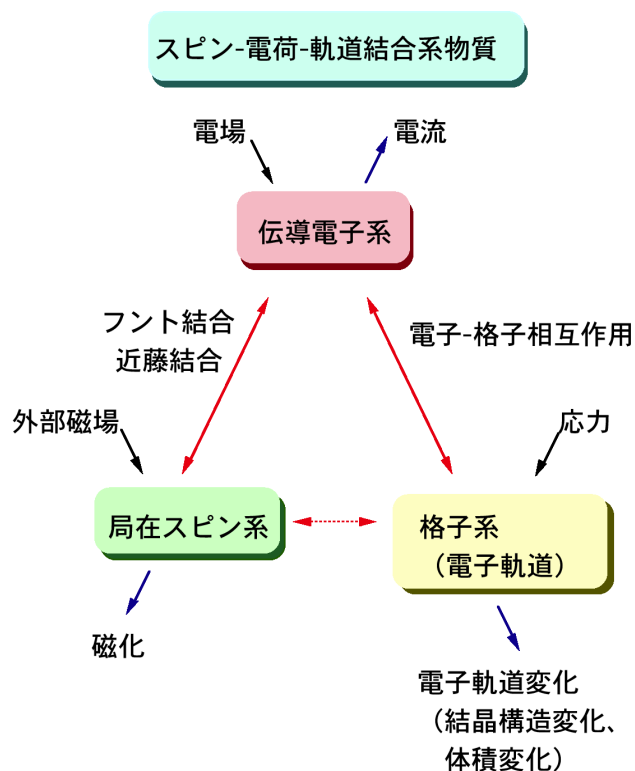 スピン-電荷-軌道結合系物質
電場
電流
伝導電子系
フント結合
近藤結合
電子-格子相互作用
外部磁場
応力
局在スピン系
格子系
（電子軌道）
磁化
電子軌道変化
（結晶構造変化、
体積変化）